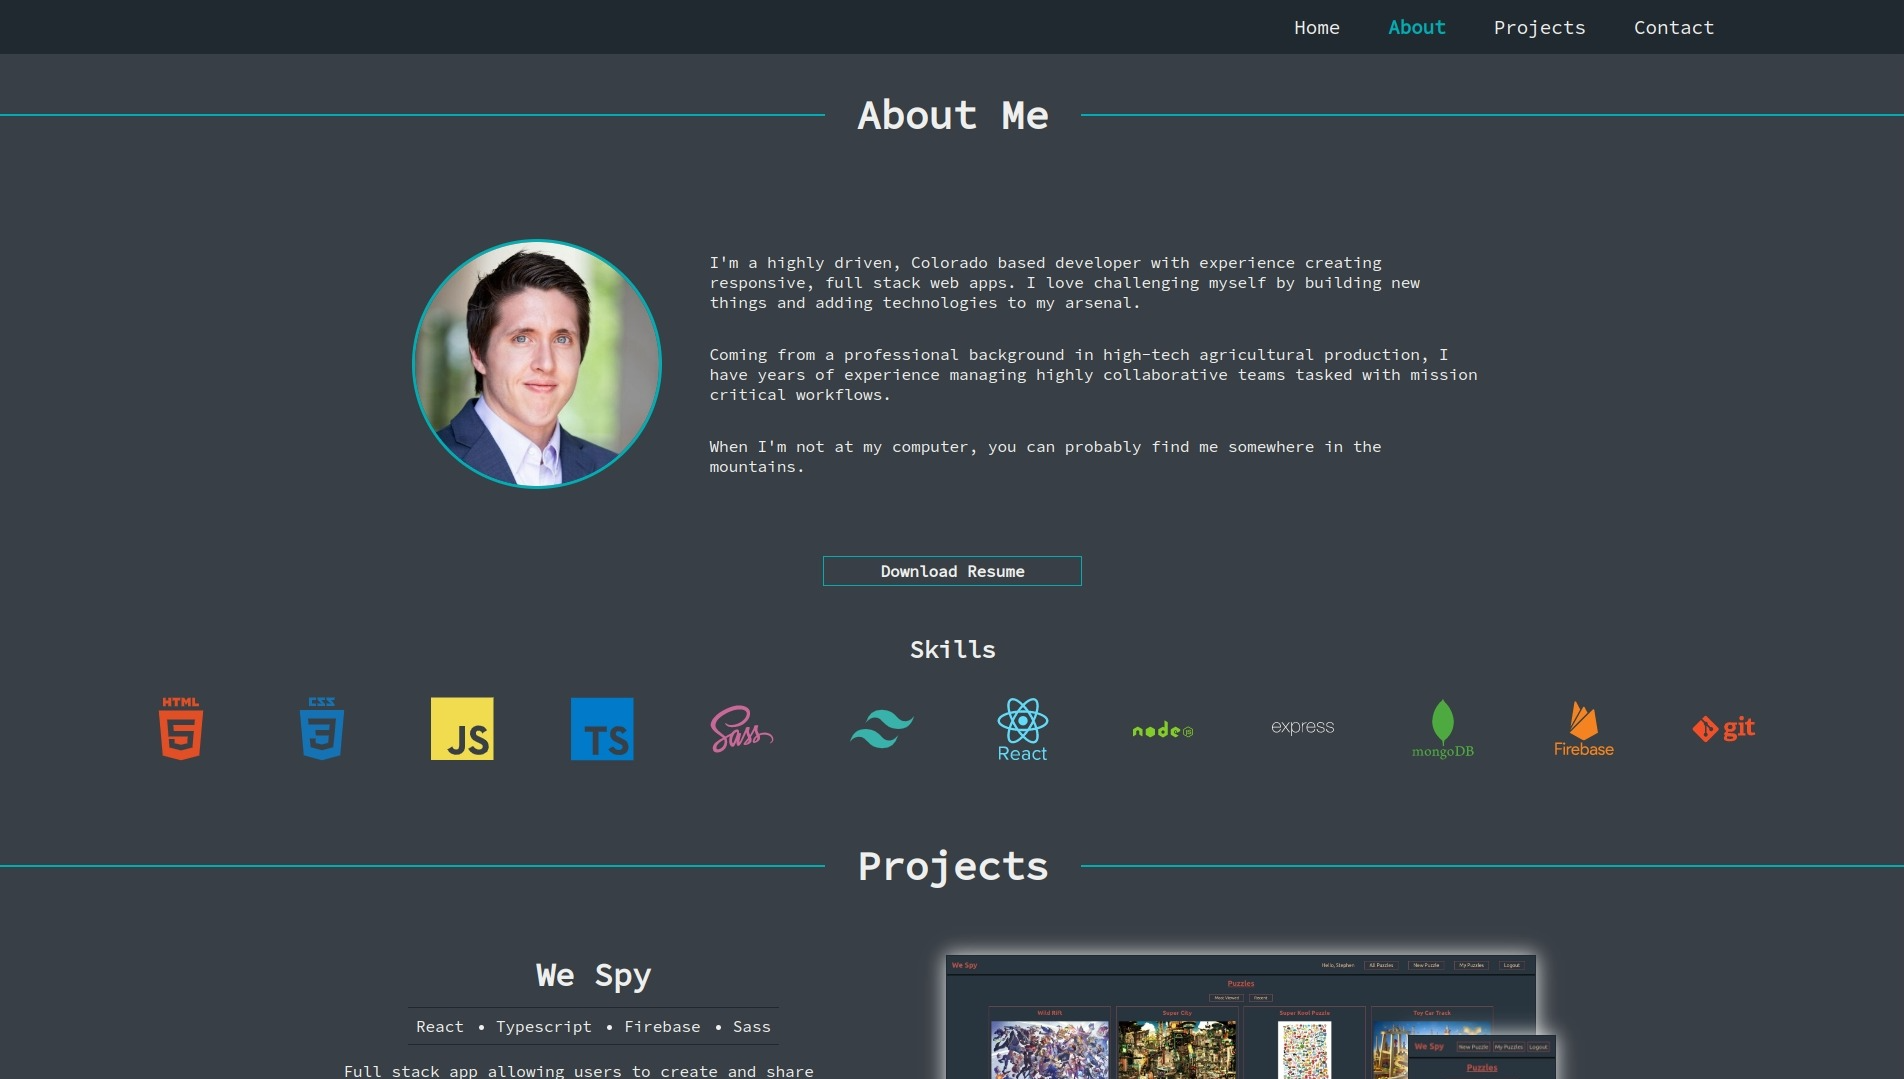 Home About Projects Contact
About Me
I'm a highly driven, Colorado based developer with experience creating
responsive, full stack web apps. I love challenging myself by building new
things and adding technologies to my arsenal.
Coming from a professional background in high-tech agricultural production, I
have years of experience managing highly collaborative teams tasked with mission
critical workflows.
When I'm not at my computer, you can probably find me somewhere in the
mountains.
Download Resume
Skills
HTML 5
CSS 3
JS
TS
Sass
React
node JS
express
mongoDB
Firebase
git
Projects
We Spy
React • Typescript • Firebase • Sass
Full stack app allowing users to create and share
We Spy Hello, Stephen All Puzzles New Puzzle My Puzzles Logout
Puzzles
Most Viewed Recent
Wild Rift Super City Super Kool Puzzle Toy Car Track
We Spy New Puzzle My Puzzles Logout
Puzzles